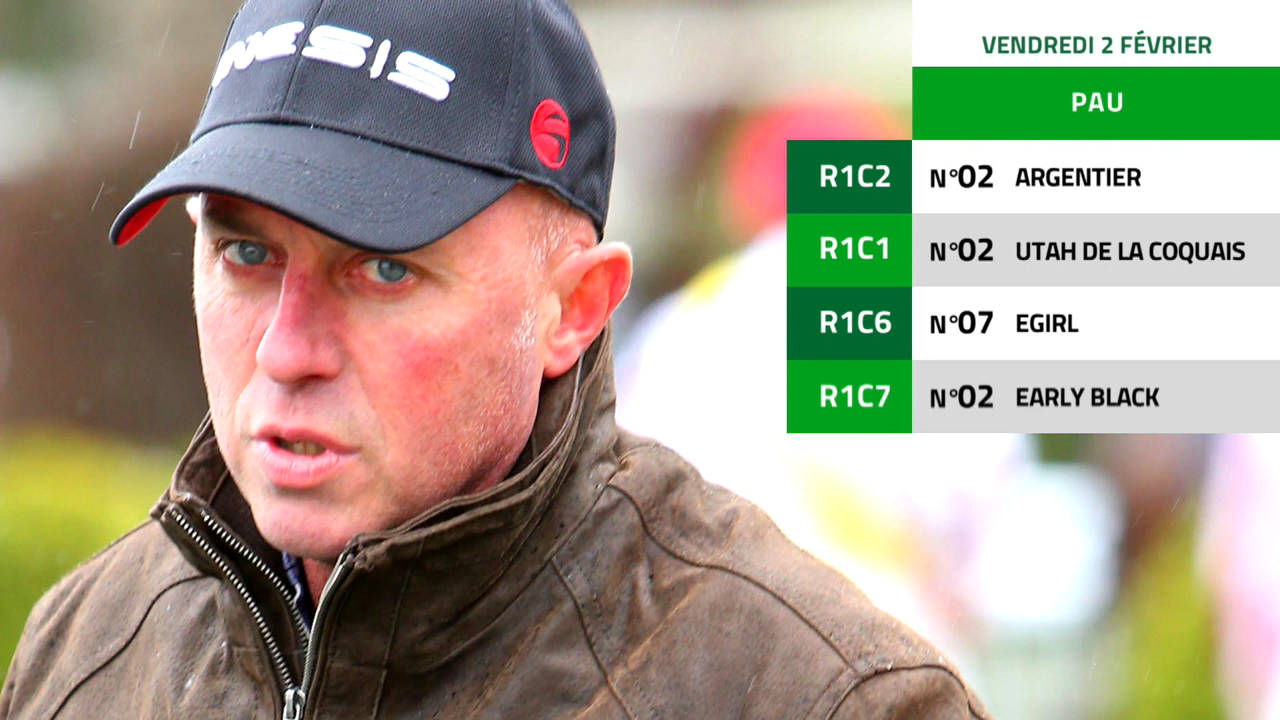 NESIS
VENDREDI 2 FÉVRIER
PAU
R1C2 N°02 ARGENTIER
R1C1 N°02 UTAH DE LA COQUAIS
R1C6 N°07 EGIRL
R1C7 N°02 EARLY BLACK